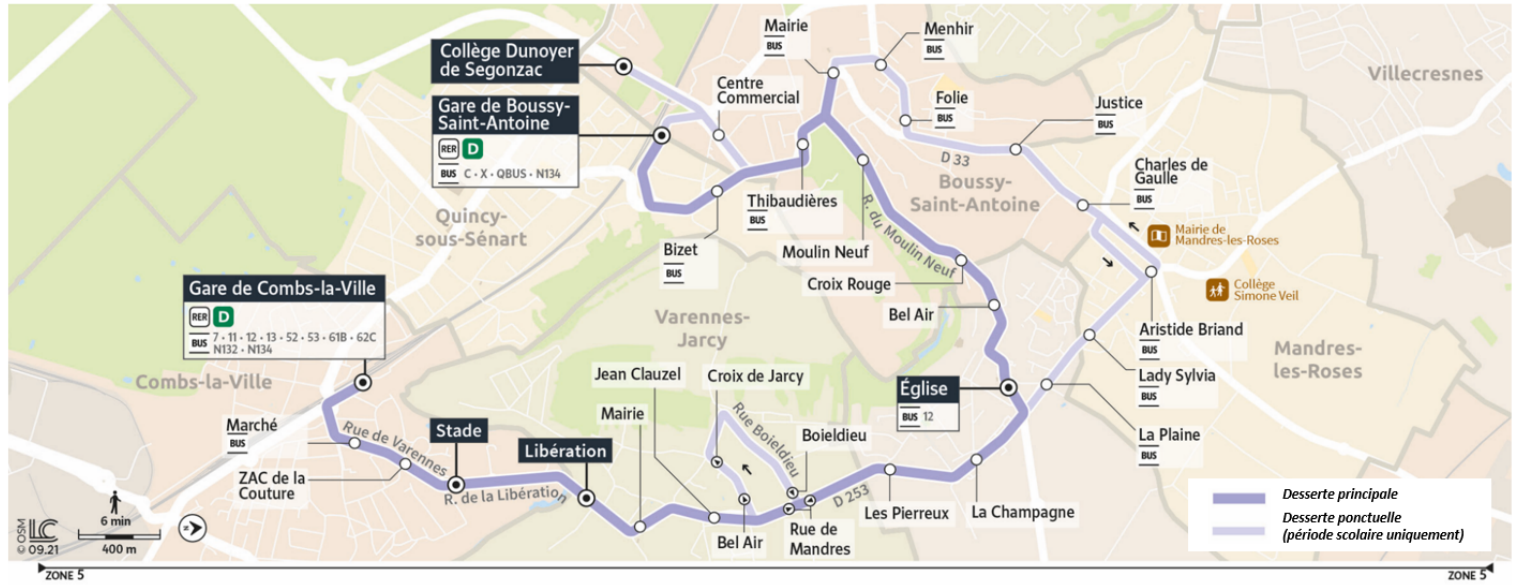 Collège Dunoyer
de Segonzac
Gare de Boussy-
Saint-Antoine
RER D
BUS C • X • QBUS • N134
Centre
Commercial
Mairie
BUS
Menhir
BUS
Folie
BUS
Justice
BUS
Villecresnes
D 33
Charles de
Gaulle
BUS
Boussy-
Saint-Antoine
Thibaudières
BUS
Quincy-
sous-Sénart
Bizet
BUS
Moulin Neuf
R. du Moulin Neuf
Croix Rouge
Bel Air
Mairie de
Mandres-les-Roses
Collège
Simone Veil
Aristide Briand
BUS
Lady Sylvia
BUS
La Plaine
BUS
Mandres-
les-Roses
Gare de Combs-la-Ville
RER D
BUS 7 • 11 • 12 • 13 • 52 • 53 • 61B • 62C
N132 • N134
Varennes-
Jarcy
Combs-la-Ville
Jean Clauzel
Croix de Jarcy
Église
BUS 12
Mairie
Rue Boieldieu
Boieldieu
Marché
BUS
Rue de Varennes
Stade
Libération
ZAC de la
Couture
R. de la Libération
D 253
Bel Air
Rue de
Mandres
Les Pierreux
La Champagne
Desserte principale
Desserte ponctuelle
(période scolaire uniquement)
© OSM
LC
09.21
6 min
400 m
N
ZONE 5
ZONE 5